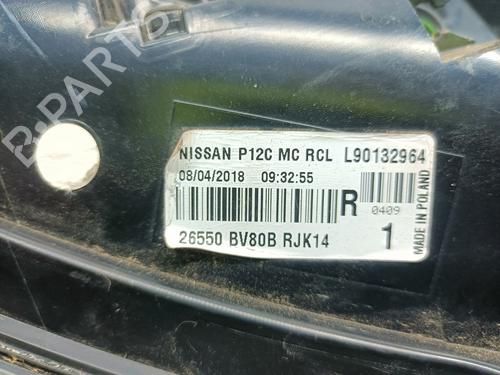 B-PARTS
NISSAN P12C MC RCL L90132964
08/04/2018 09:32:55
R 0409
26550 BV80B RJK14 1
MADE IN POLAND